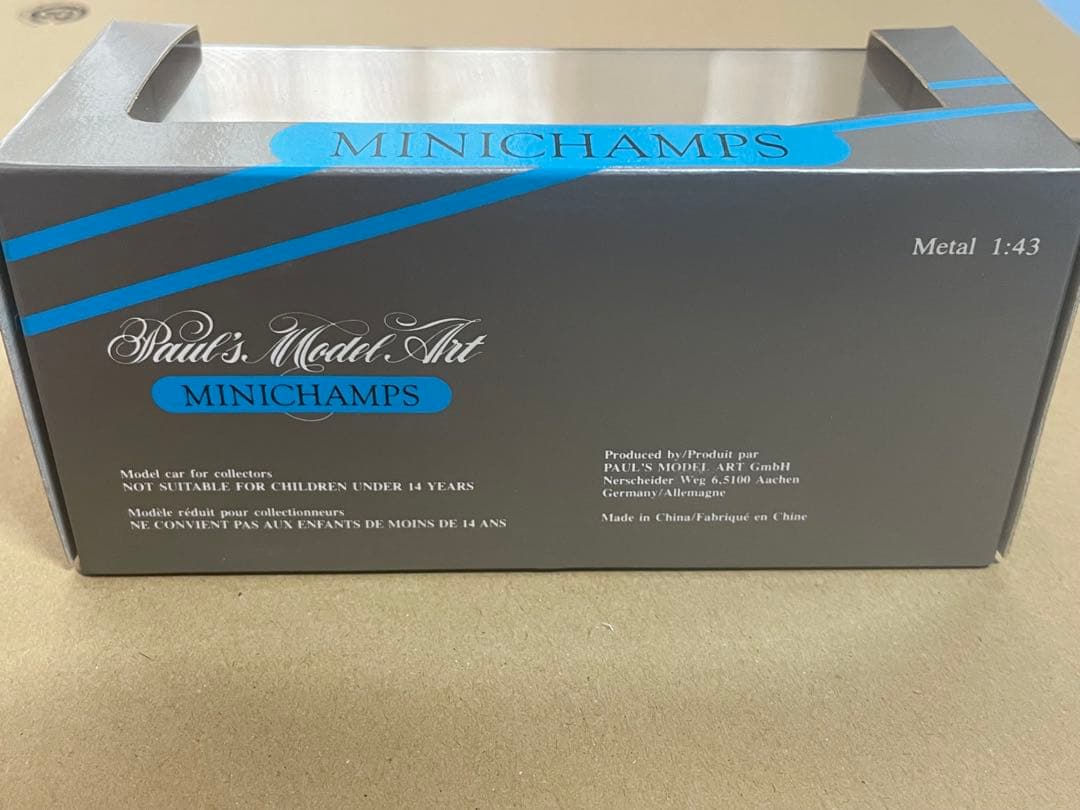 MINICHAMPS
Metal 1:43
Paul's Model Art
MINICHAMPS
Model car for collectors
NOT SUITABLE FOR CHILDREN UNDER 14 YEARS
Modèle réduit pour collectionneurs
NE CONVIENT PAS AUX ENFANTS DE MOINS DE 14 ANS
Produced by/Produit par
PAUL'S MODEL ART GmbH
Nerscheider Weg 6,5100 Aachen
Germany/Allemagne
Made in China/Fabriqué en Chine